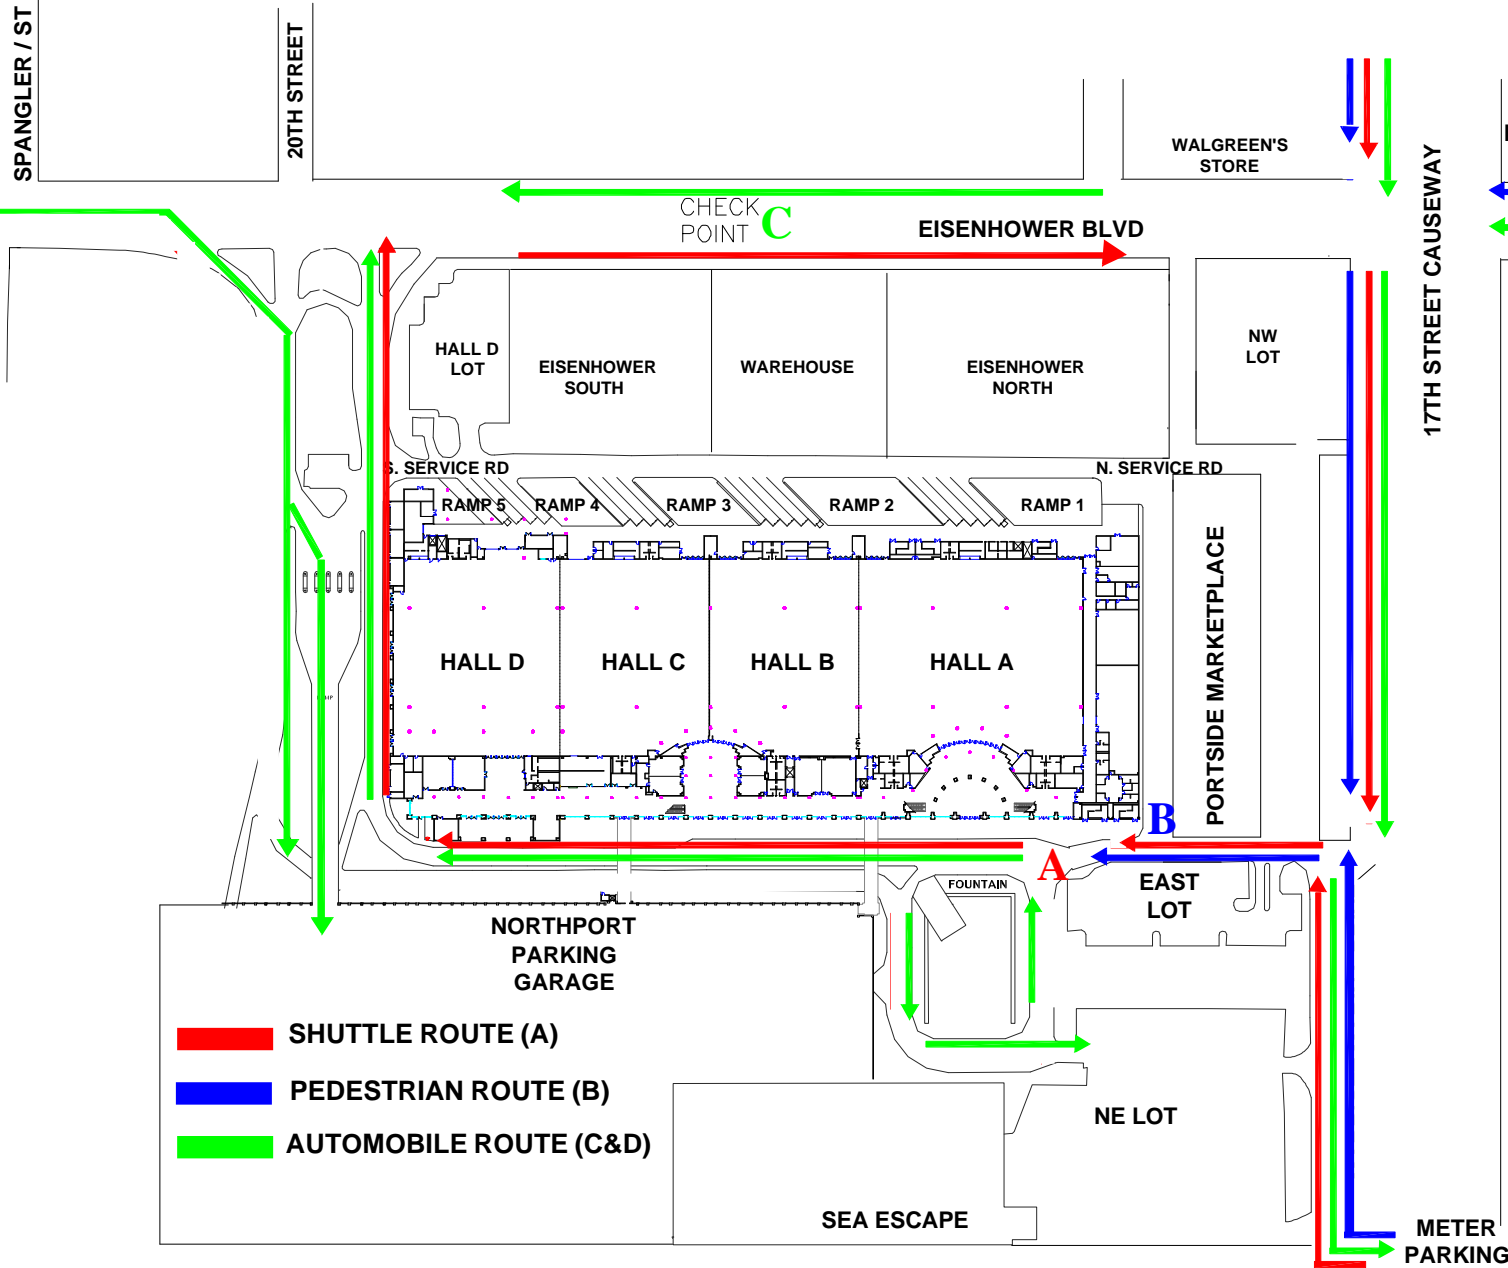 SPANGLER / ST
20TH STREET
WALGREEN'S
STORE
17TH STREET CAUSEWAY
CHECK
POINT
C
EISENHOWER BLVD
HALL D
LOT
EISENHOWER
SOUTH
WAREHOUSE
EISENHOWER
NORTH
NW
LOT
S. SERVICE RD
N. SERVICE RD
RAMP 5
RAMP 4
RAMP 3
RAMP 2
RAMP 1
PORTSIDE MARKETPLACE
HALL D
HALL C
HALL B
HALL A
B
A
EAST
LOT
FOUNTAIN
NORTHPORT
PARKING
GARAGE
SHUTTLE ROUTE (A)
PEDESTRIAN ROUTE (B)
AUTOMOBILE ROUTE (C&D)
NE LOT
SEA ESCAPE
METER
PARKING